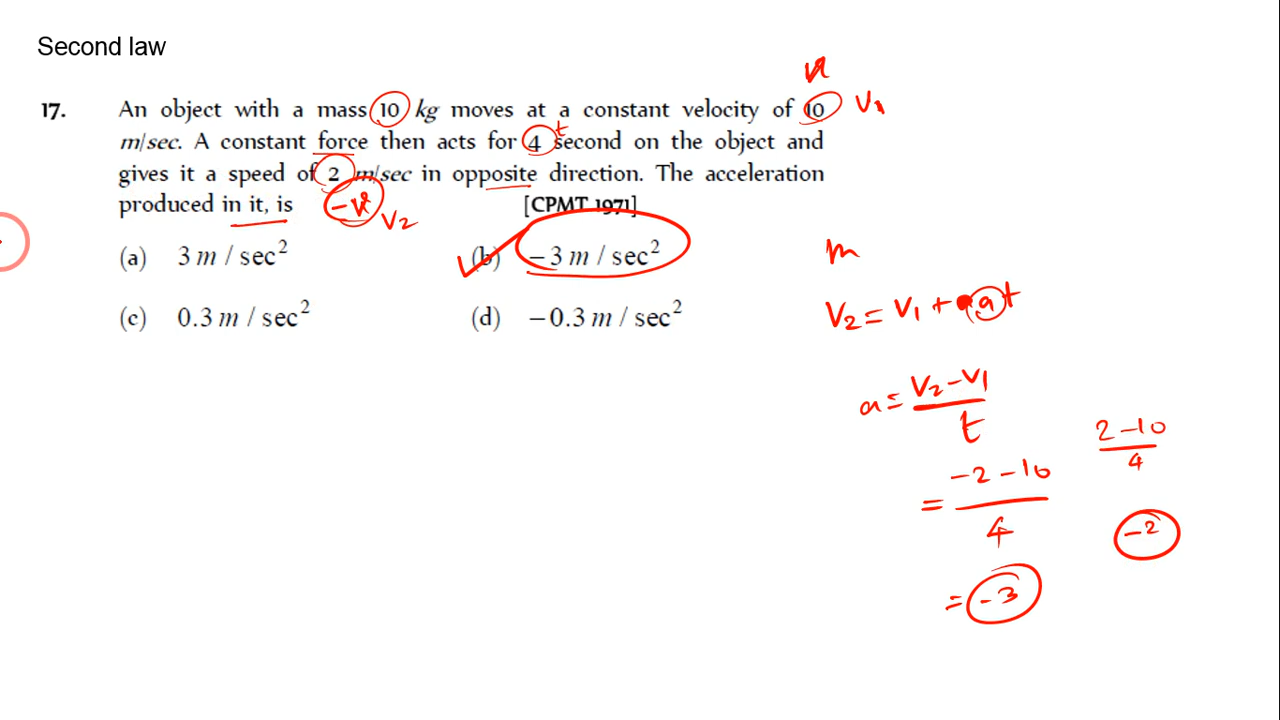 Second law
17. An object with a mass 10 kg moves at a constant velocity of 10
m/sec. A constant force then acts for 4 second on the object and
gives it a speed of 2 m/sec in opposite direction. The acceleration
produced in it, is [CPMT 1971]
(a) 3 m / sec² (b) −3 m / sec²
(c) 0.3 m / sec² (d) −0.3 m / sec²
V1
t
V2
m
V2 = V1 + at
a = V2 - V1 / t
= -2 - 10 / 4
= -3
2 - 10 / 4
-2